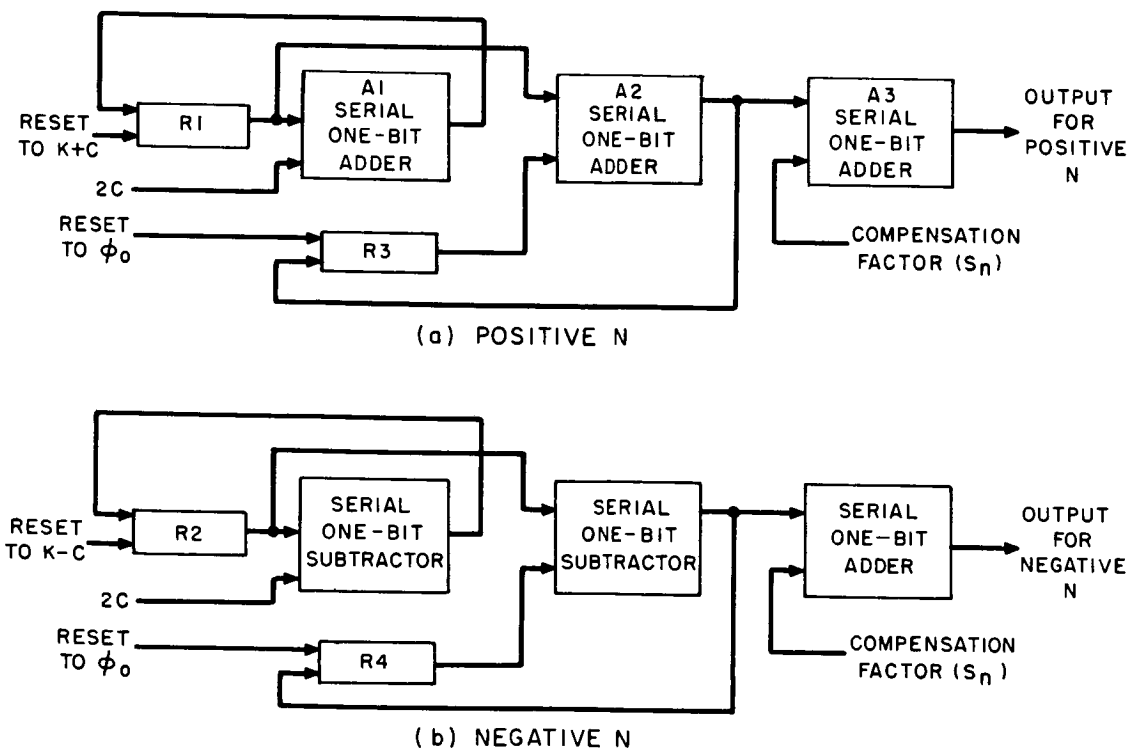 A1
SERIAL
ONE-BIT
ADDER
A2
SERIAL
ONE-BIT
ADDER
A3
SERIAL
ONE-BIT
ADDER
OUTPUT
FOR
POSITIVE
N
R1
RESET
TO K+C
2C
RESET
TO ϕ₀
R3
COMPENSATION
FACTOR (Sₙ)
(a) POSITIVE N
R2
RESET
TO K-C
SERIAL
ONE-BIT
SUBTRACTOR
SERIAL
ONE-BIT
SUBTRACTOR
SERIAL
ONE-BIT
ADDER
OUTPUT
FOR
NEGATIVE
N
2C
RESET
TO ϕ₀
R4
COMPENSATION
FACTOR (Sₙ)
(b) NEGATIVE N